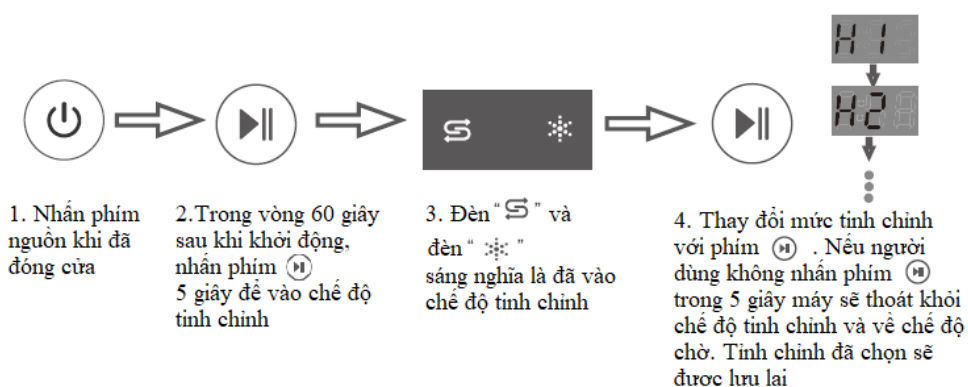 H1
H2
1. Nhấn phím
nguồn khi đã
đóng cửa
2.Trong vòng 60 giây
sau khi khởi động,
nhấn phím
5 giây để vào chế độ
tinh chỉnh
3. Đèn “ ” và
đèn “ ”
sáng nghĩa là đã vào
chế độ tinh chỉnh
4. Thay đổi mức tinh chỉnh
với phím . Nếu người
dùng không nhấn phím
trong 5 giây máy sẽ thoát khỏi
chế độ tinh chỉnh và về chế độ
chờ. Tinh chỉnh đã chọn sẽ
được lưu lại